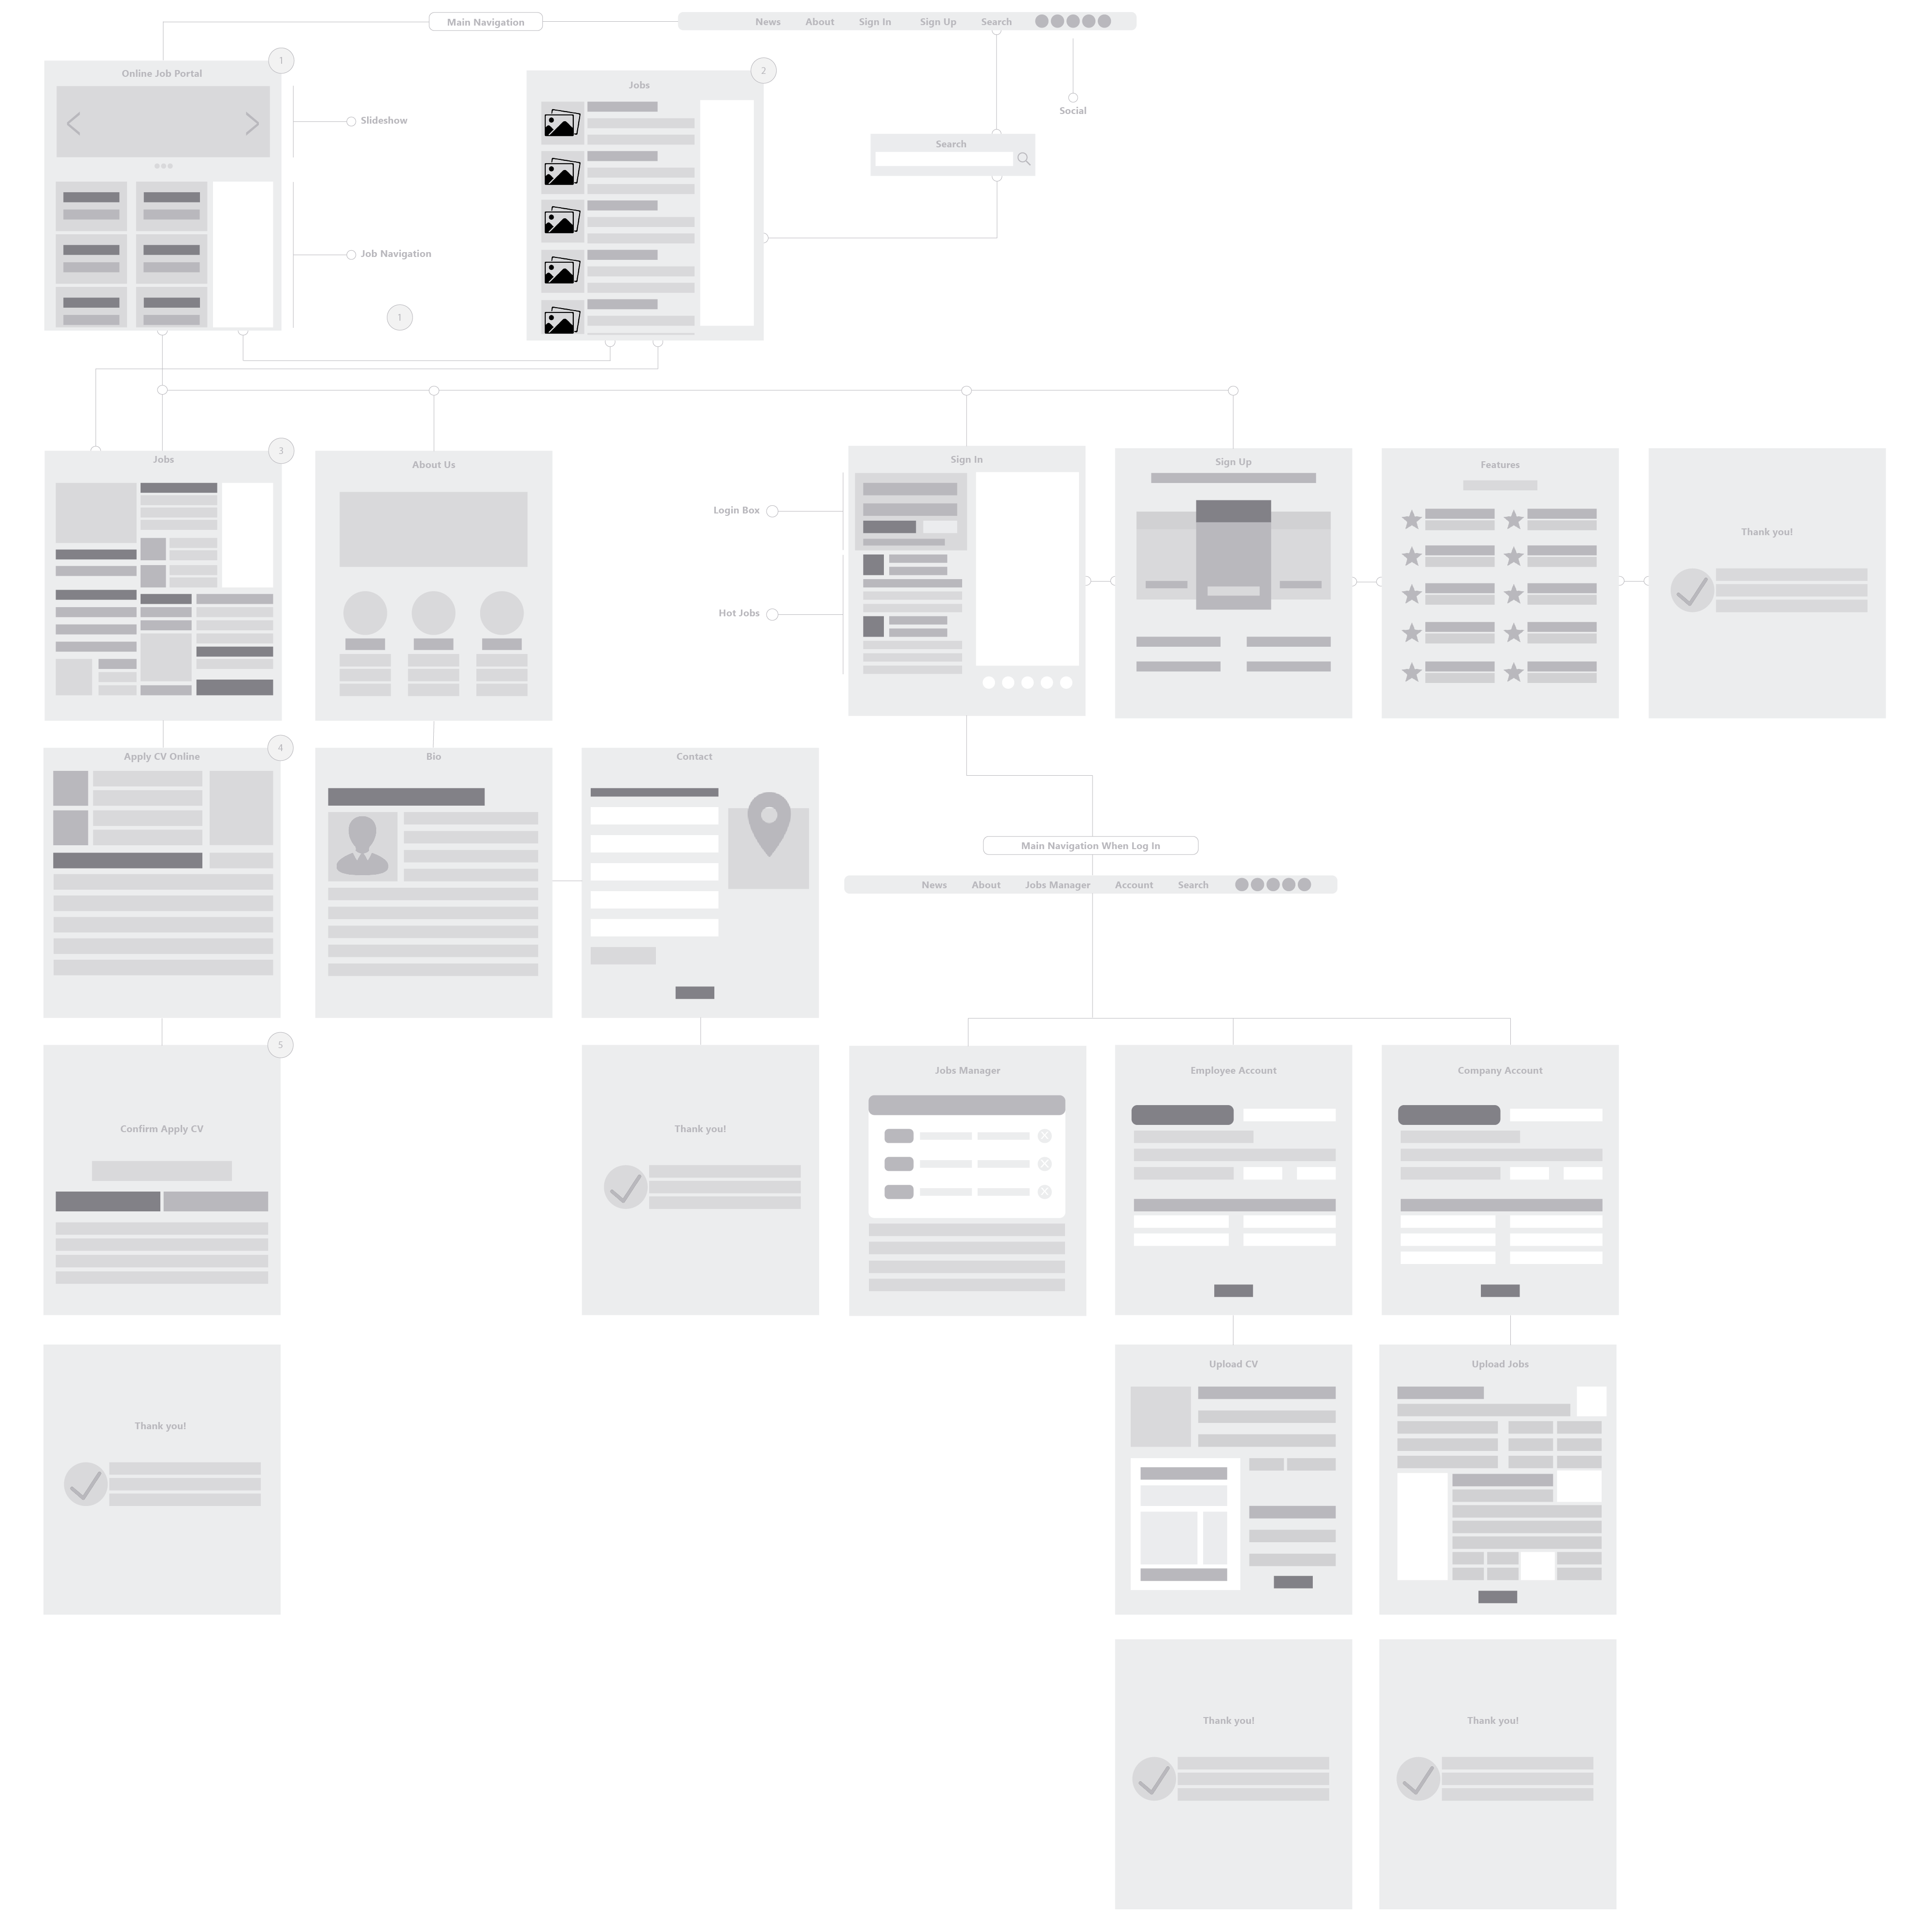 Main Navigation
News About Sign In Sign Up Search
1
Online Job Portal
2
Jobs
Slideshow
Social
Search
Job Navigation
1
3
Jobs
About Us
Sign In
Sign Up
Features
Login Box
Thank you!
Hot Jobs
4
Apply CV Online
Bio
Contact
Main Navigation When Log In
News About Jobs Manager Account Search
5
Jobs Manager
Employee Account
Company Account
Confirm Apply CV
Thank you!
Upload CV
Upload Jobs
Thank you!
Thank you!
Thank you!